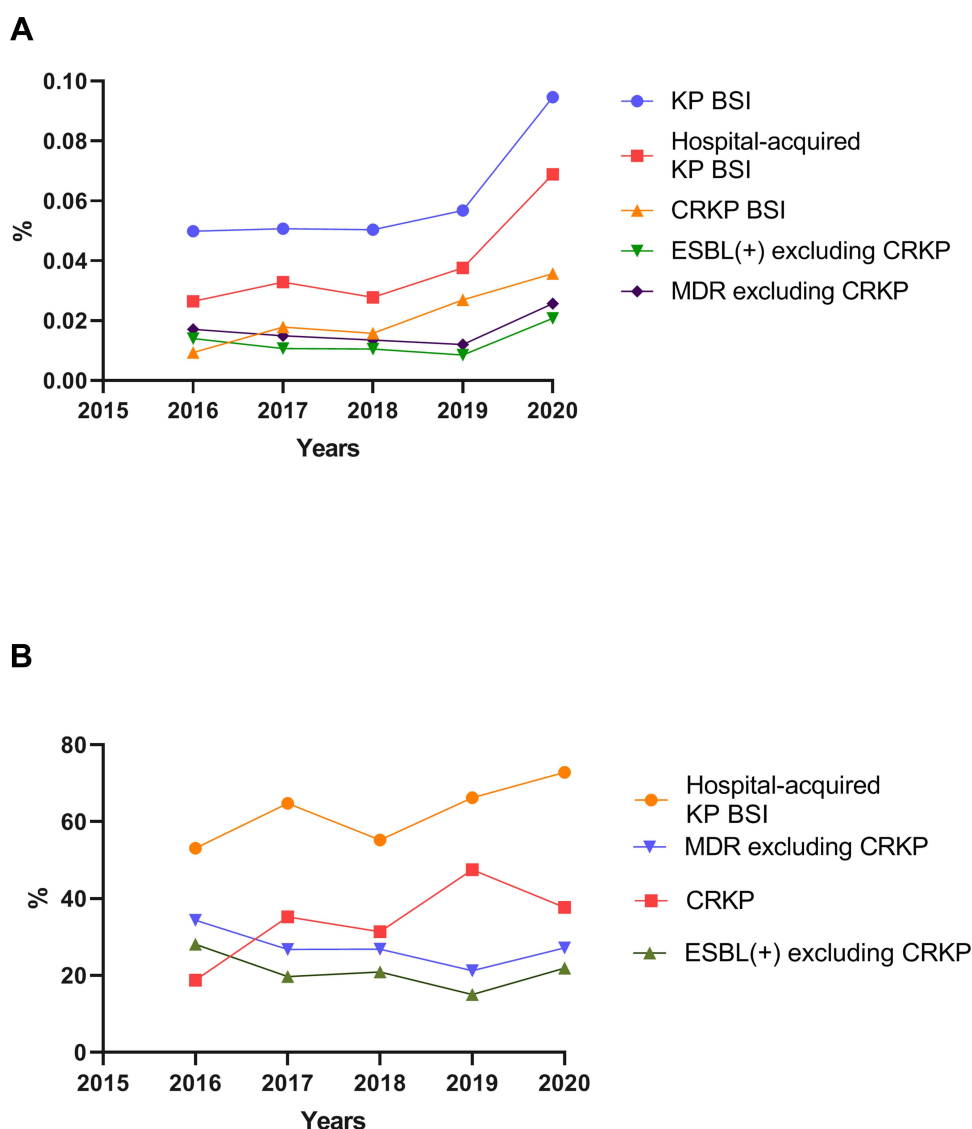 A
0.10
0.08
0.06
0.04
0.02
0.00
%
2015 2016 2017 2018 2019 2020
Years
KP BSI
Hospital-acquired
KP BSI
CRKP BSI
ESBL(+) excluding CRKP
MDR excluding CRKP
B
80
60
40
20
0
%
2015 2016 2017 2018 2019 2020
Years
Hospital-acquired
KP BSI
MDR excluding CRKP
CRKP
ESBL(+) excluding CRKP